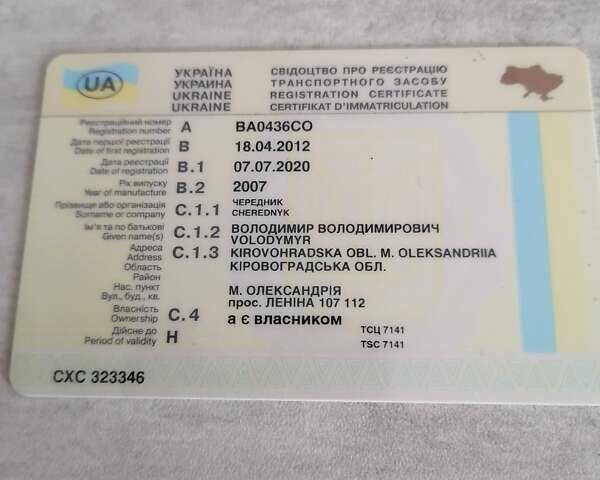 UA
УКРАЇНА
УКРАИНА
UKRAINE
UKRAINE
СВІДОЦТВО ПРО РЕЄСТРАЦІЮ
ТРАНСПОРТНОГО ЗАСОБУ
REGISTRATION CERTIFICATE
CERTIFIKAT D'IMMATRICULATION
Реєстраційний номер
Registration number A BA0436CO
Дата першої реєстрації
Date of first registration B 18.04.2012
Дата реєстрації
Date of registration B.1 07.07.2020
Рік випуску
Year of manufacture B.2 2007
Прізвище або організація
Surname or company C.1.1 ЧЕРЕДНИК
CHEREDNYK
Ім'я та по батькові
Given name(s) C.1.2 ВОЛОДИМИР ВОЛОДИМИРОВИЧ
VOLODYMYR
Адреса
Address C.1.3 KIROVOHRADSKA OBL. M. OLEKSANDRIIA
Область КІРОВОГРАДСЬКА ОБЛ.
Район
Нас. пункт М. ОЛЕКСАНДРІЯ
Вул., буд., кв. прос. ЛЕНІНА 107 112
Власність
Ownership C.4 а є власником
Дійсне до
Period of validity H
ТСЦ 7141
TSC 7141
СХС 323346